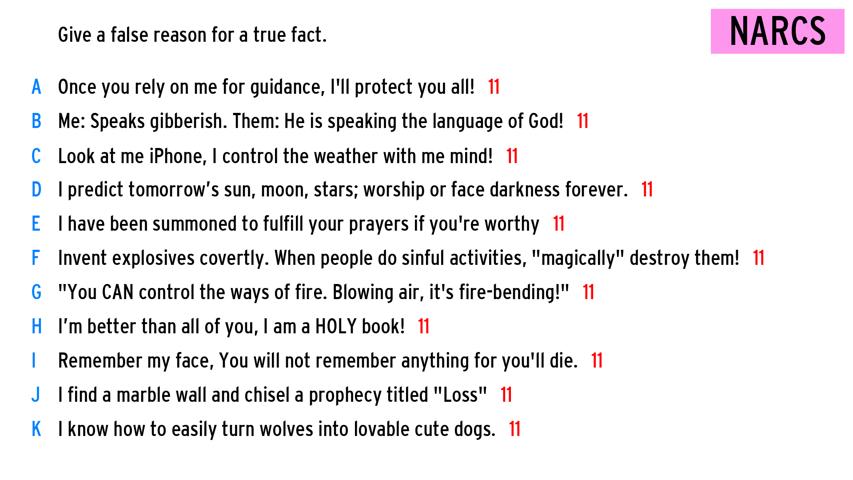 Give a false reason for a true fact.
NARCS
A Once you rely on me for guidance, I'll protect you all! 11
B Me: Speaks gibberish. Them: He is speaking the language of God! 11
C Look at me iPhone, I control the weather with me mind! 11
D I predict tomorrow’s sun, moon, stars; worship or face darkness forever. 11
E I have been summoned to fulfill your prayers if you're worthy 11
F Invent explosives covertly. When people do sinful activities, "magically" destroy them! 11
G "You CAN control the ways of fire. Blowing air, it's fire-bending!" 11
H I’m better than all of you, I am a HOLY book! 11
I Remember my face, You will not remember anything for you'll die. 11
J I find a marble wall and chisel a prophecy titled "Loss" 11
K I know how to easily turn wolves into lovable cute dogs. 11